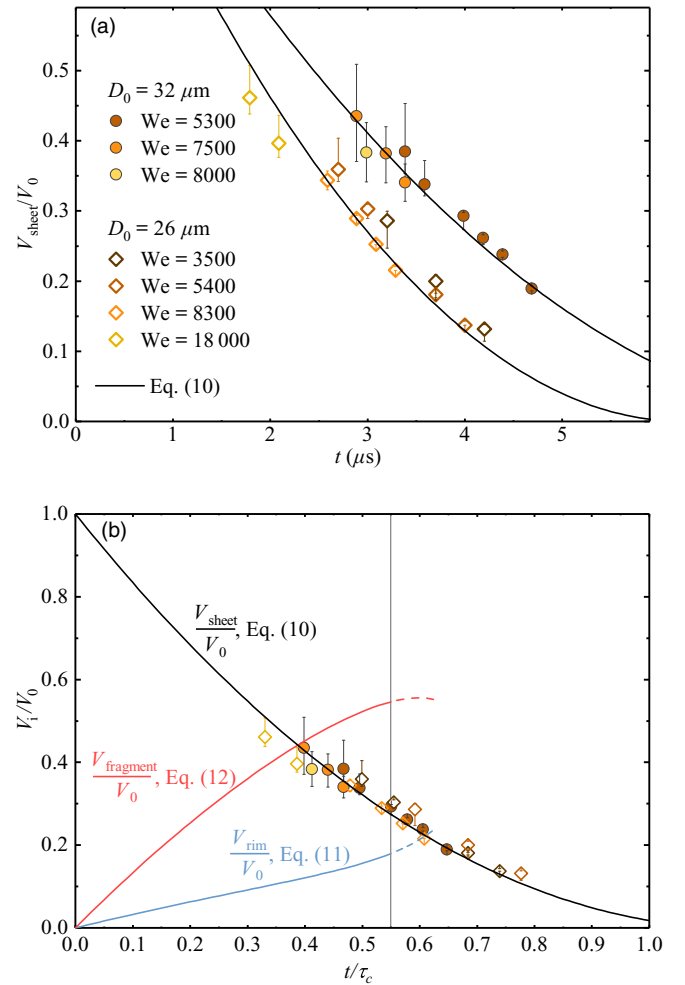 (a)
V_sheet/V_0
0.5
0.4
0.3
0.2
0.1
0.0
D_0 = 32 μm
We = 5300
We = 7500
We = 8000
D_0 = 26 μm
We = 3500
We = 5400
We = 8300
We = 18 000
Eq. (10)
0 1 2 3 4 5
t (μs)
(b)
V_i/V_0
1.0
0.8
0.6
0.4
0.2
0.0
V_sheet/V_0, Eq. (10)
V_fragment/V_0, Eq. (12)
V_rim/V_0, Eq. (11)
0.0 0.1 0.2 0.3 0.4 0.5 0.6 0.7 0.8 0.9 1.0
t/τ_c